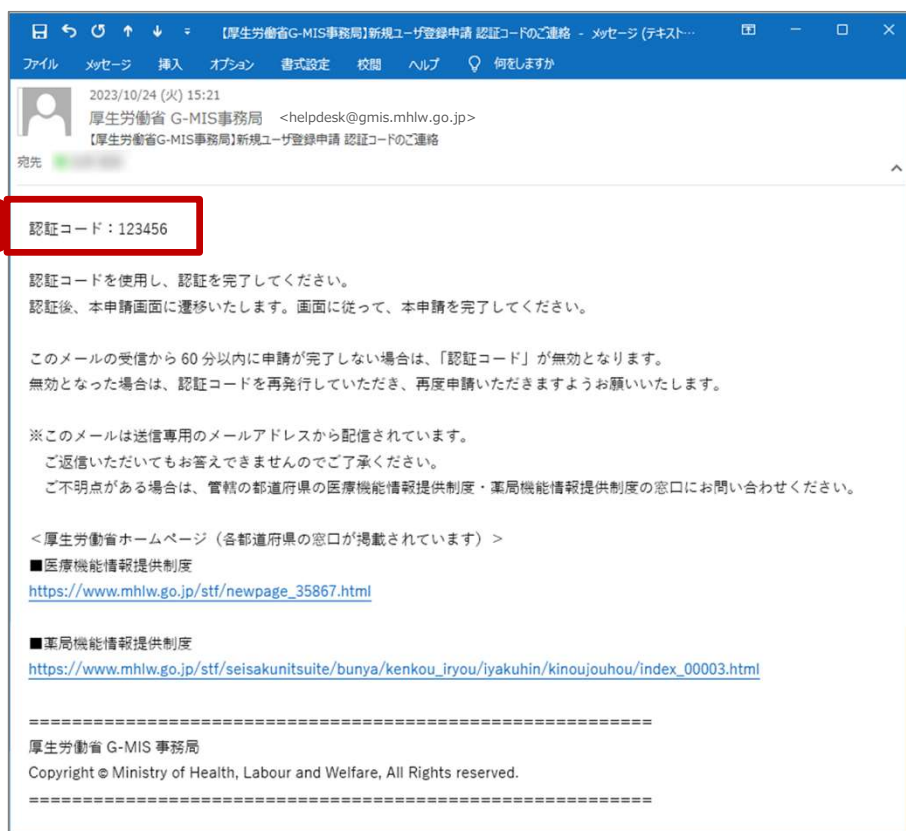 【厚生労働省G-MIS事務局】新規ユーザ登録申請 認証コードのご連絡 - メッセージ (テキスト…
ファイル メッセージ 挿入 オプション 書式設定 校閲 ヘルプ 何をしますか
2023/10/24 (火) 15:21
厚生労働省 G-MIS事務局 <helpdesk@gmis.mhlw.go.jp>
【厚生労働省G-MIS事務局】新規ユーザ登録申請 認証コードのご連絡
宛先
認証コード：123456
認証コードを使用し、認証を完了してください。
認証後、本申請画面に遷移いたします。画面に従って、本申請を完了してください。
このメールの受信から 60 分以内に申請が完了しない場合は、「認証コード」が無効となります。
無効となった場合は、認証コードを再発行していただき、再度申請いただきますようお願いいたします。
※このメールは送信専用のメールアドレスから配信されています。
ご返信いただいてもお答えできませんのでご了承ください。
ご不明点がある場合は、管轄の都道府県の医療機能情報提供制度・薬局機能情報提供制度の窓口にお問い合わせください。
＜厚生労働省ホームページ（各都道府県の窓口が掲載されています）＞
■医療機能情報提供制度
https://www.mhlw.go.jp/stf/newpage_35867.html
■薬局機能情報提供制度
https://www.mhlw.go.jp/stf/seisakunitsuite/bunya/kenkou_iryou/iyakuhin/kinoujouhou/index_00003.html
==========================================================
厚生労働省 G-MIS 事務局
Copyright © Ministry of Health, Labour and Welfare, All Rights reserved.
==========================================================